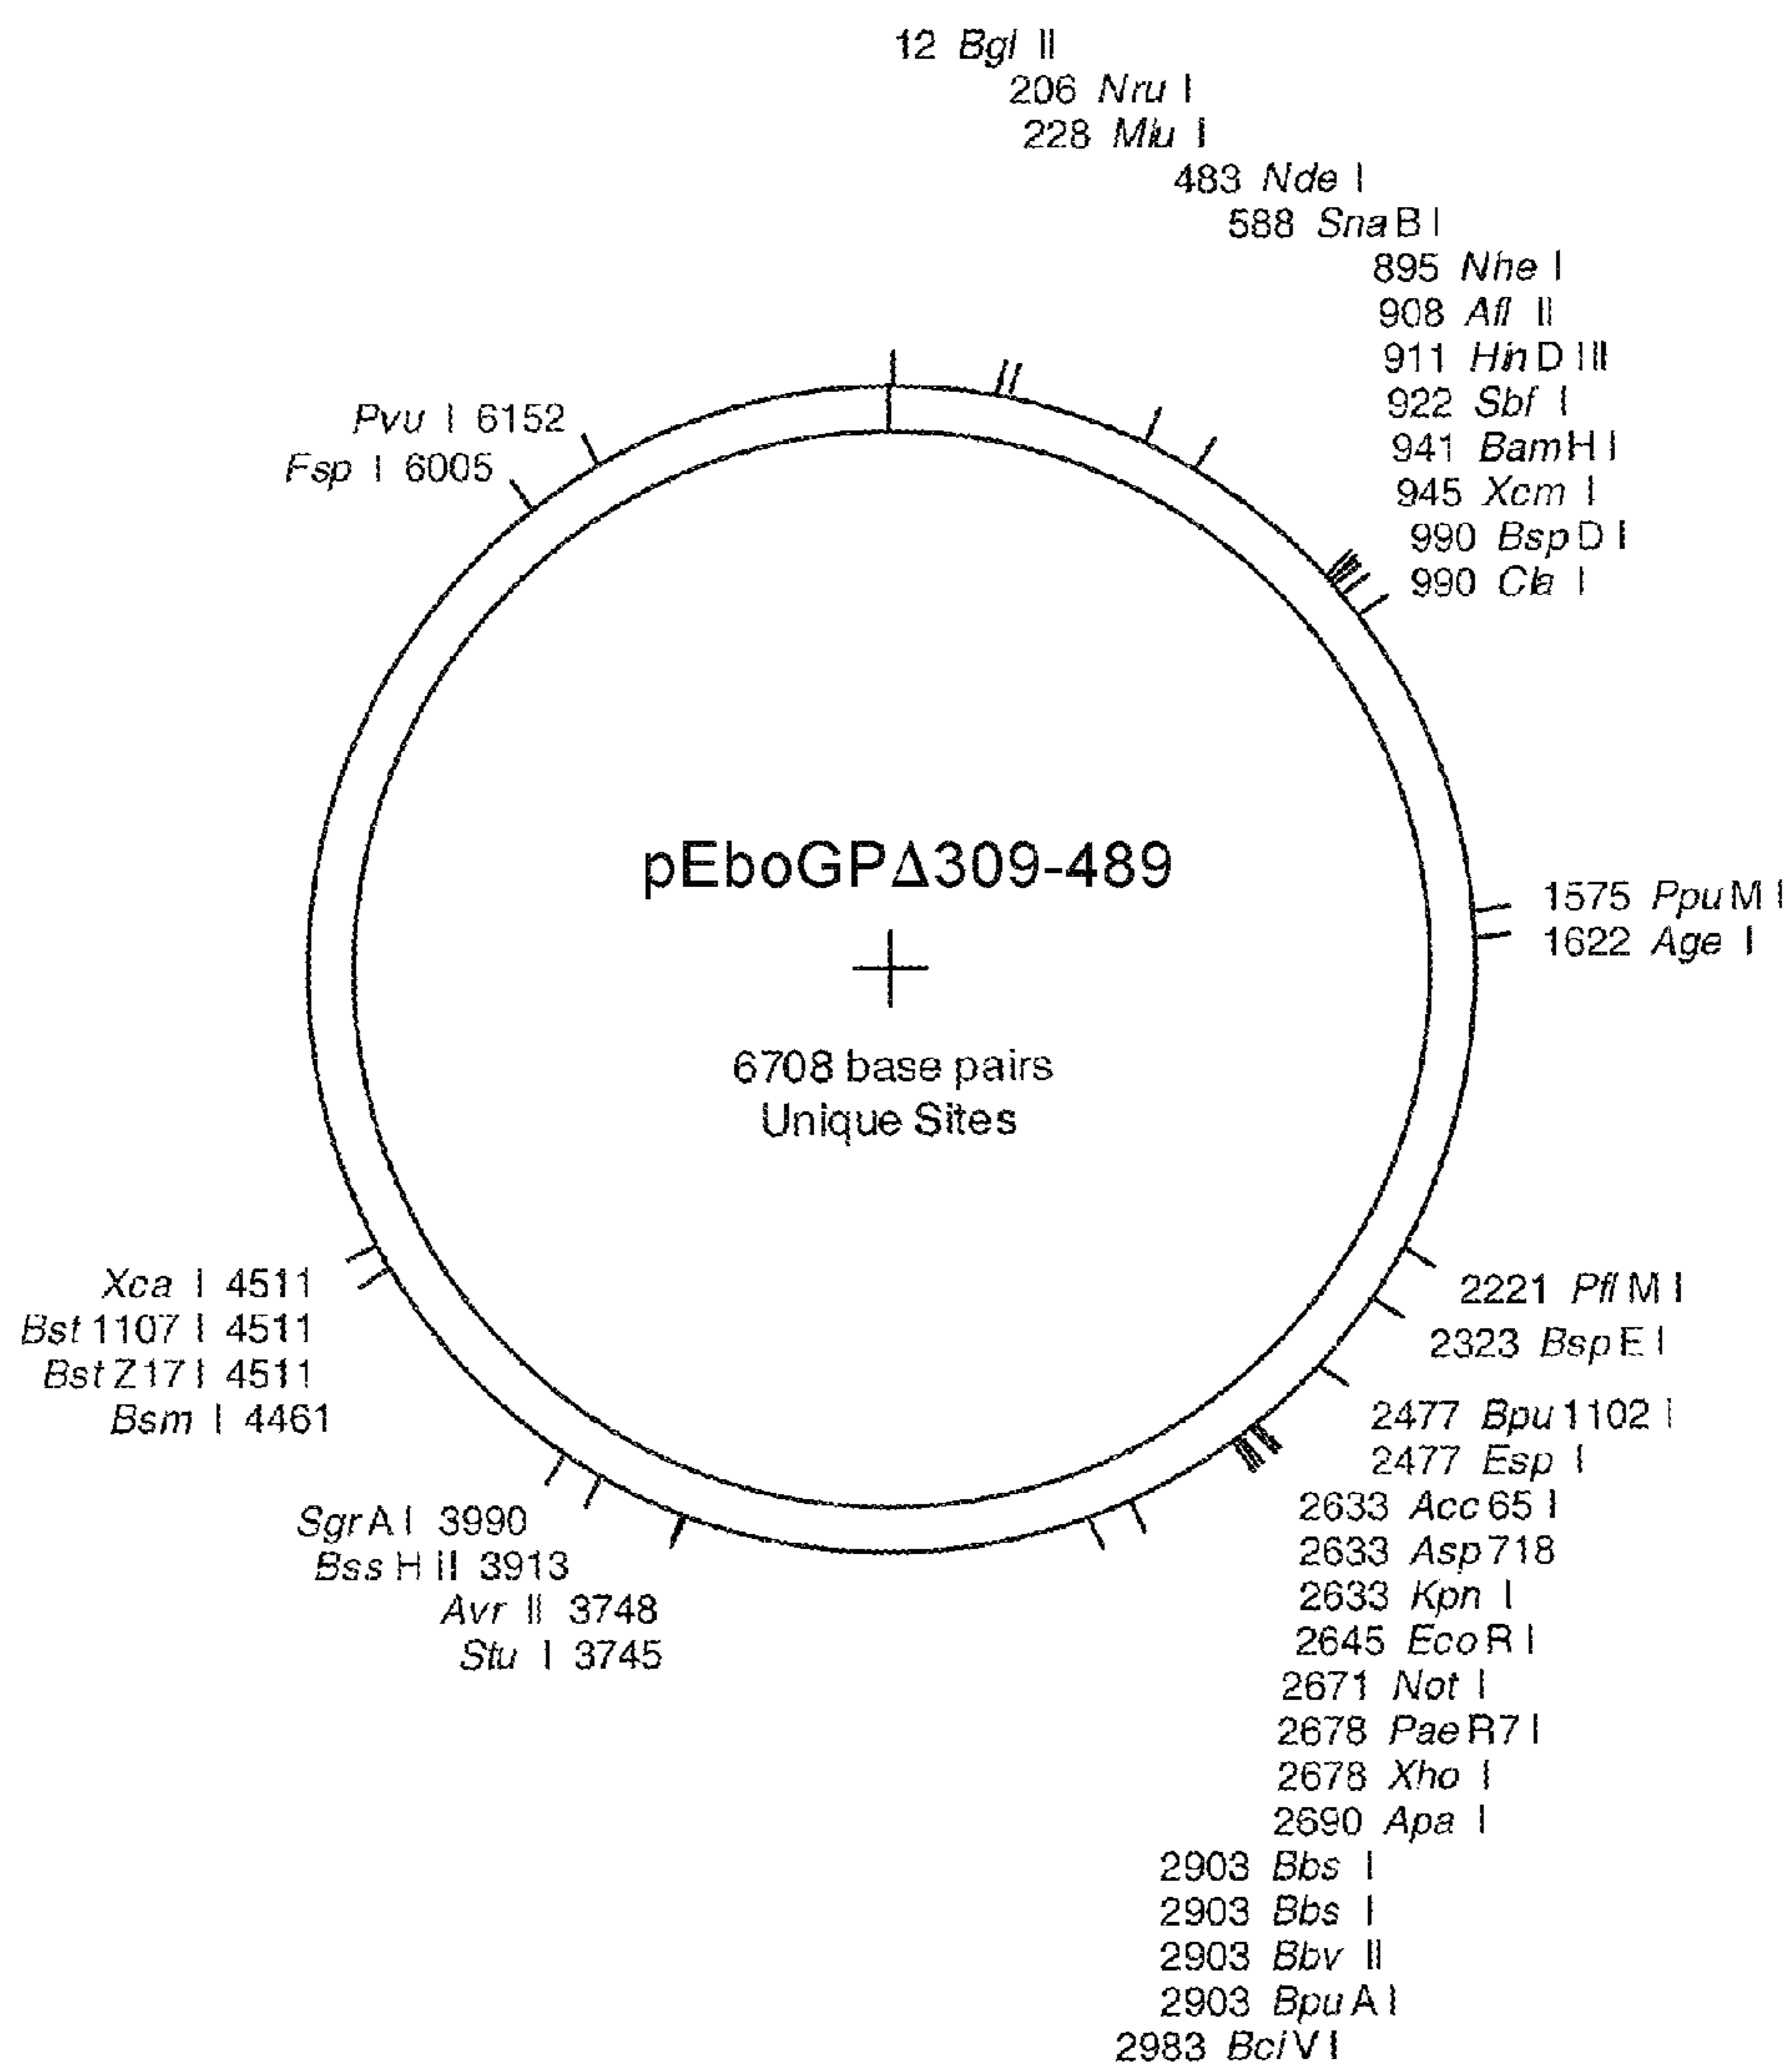 12 Bgl II
206 Nru I
228 Mlu I
483 Nde I
588 SnaB I
895 Nhe I
908 Afl II
911 HinD III
922 Sbf I
941 BamH I
945 Xcm I
990 BspD I
990 Cla I
Pvu I 6152
Fsp I 6005
pEboGPΔ309-489
6708 base pairs
Unique Sites
1575 PpuM I
1622 Age I
2221 PflM I
2323 BspE I
2477 Bpu1102 I
2477 Esp I
2633 Acc65 I
2633 Asp718
2633 Kpn I
2645 EcoR I
2671 Not I
2678 PaeR7 I
2678 Xho I
2690 Apa I
2903 Bbs I
2903 Bbs I
2903 Bbv II
2903 BpuA I
2983 BciV I
Xca I 4511
Bst1107 I 4511
BstZ17 I 4511
Bsm I 4461
SgrA I 3990
BssH II 3913
Avr II 3748
Stu I 3745